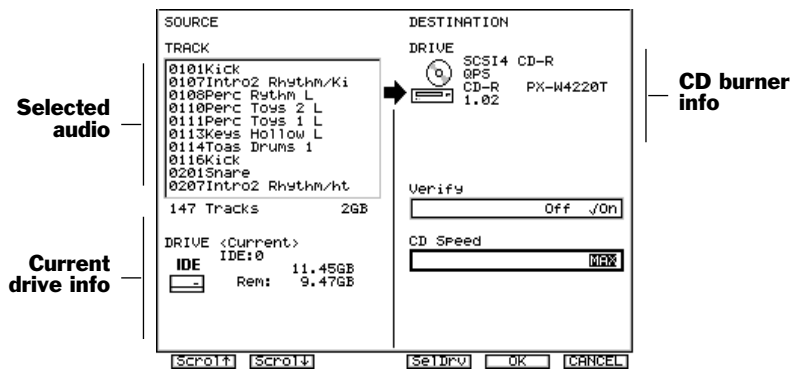 SOURCE
TRACK
0101Kick
0107Intro2 Rhythm/Ki
0108Perc Rythm L
0110Perc Toys 2 L
0111Perc Toys 1 L
0113Keys Hollow L
0114Toas Drums 1
0116Kick
0201Snare
0207Intro2 Rhythm/ht
147 Tracks 2GB
DRIVE <Current>
IDE:0
IDE
11.45GB
Rem: 9.47GB
DESTINATION
DRIVE
SCSI4 CD-R
QPS
CD-R PX-W4220T
1.02
Verify
Off √On
CD Speed
MAX
Scrol↑ Scrol↓ SelDrv OK CANCEL
Selected
audio
Current
drive info
CD burner
info